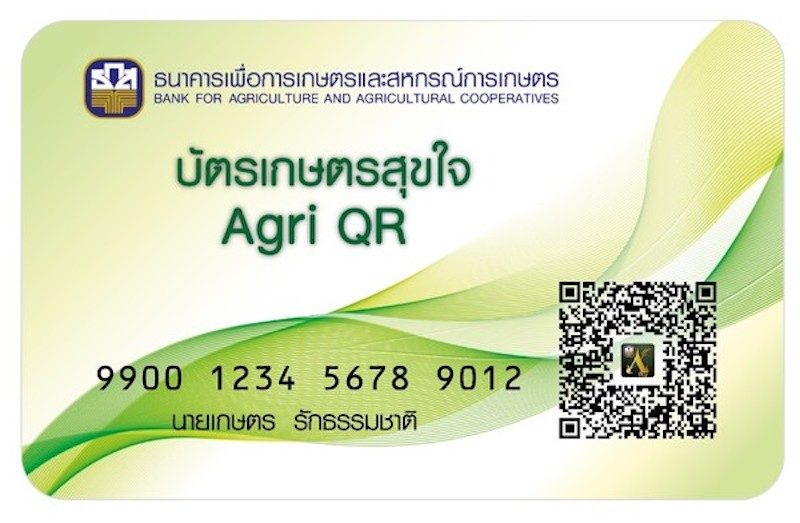 ธกส
ธนาคารเพื่อการเกษตรและสหกรณ์การเกษตร
BANK FOR AGRICULTURE AND AGRICULTURAL COOPERATIVES
บัตรเกษตรสุขใจ
Agri QR
9900 1234 5678 9012
นายเกษตร รักธรรมชาติ